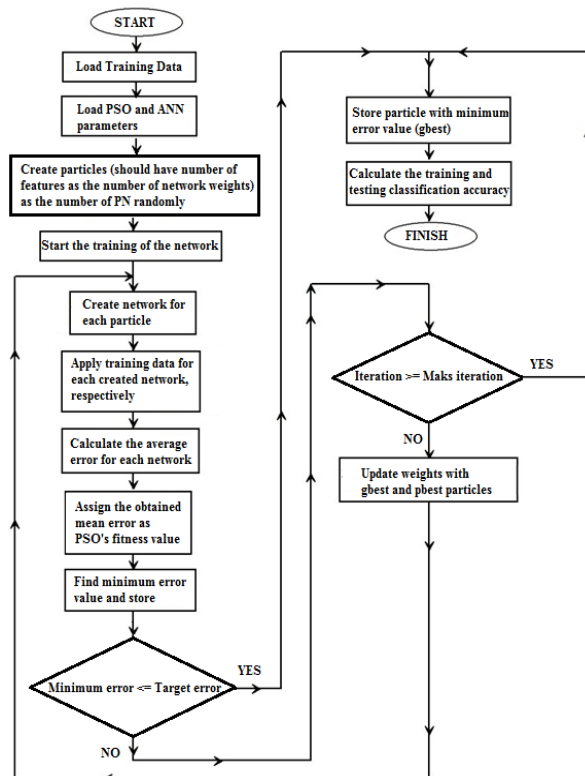 START
Load Training Data
Load PSO and ANN
parameters
Create particles (should have number of
features as the number of network weights)
as the number of PN randomly
Start the training of the network
Create network for
each particle
Apply training data for
each created network,
respectively
Calculate the average
error for each network
Assign the obtained
mean error as
PSO's fitness value
Find minimum error
value and store
Minimum error <= Target error
YES
NO
Iteration >= Maks iteration
YES
NO
Update weights with
gbest and pbest particles
Store particle with minimum
error value (gbest)
Calculate the training and
testing classification accuracy
FINISH